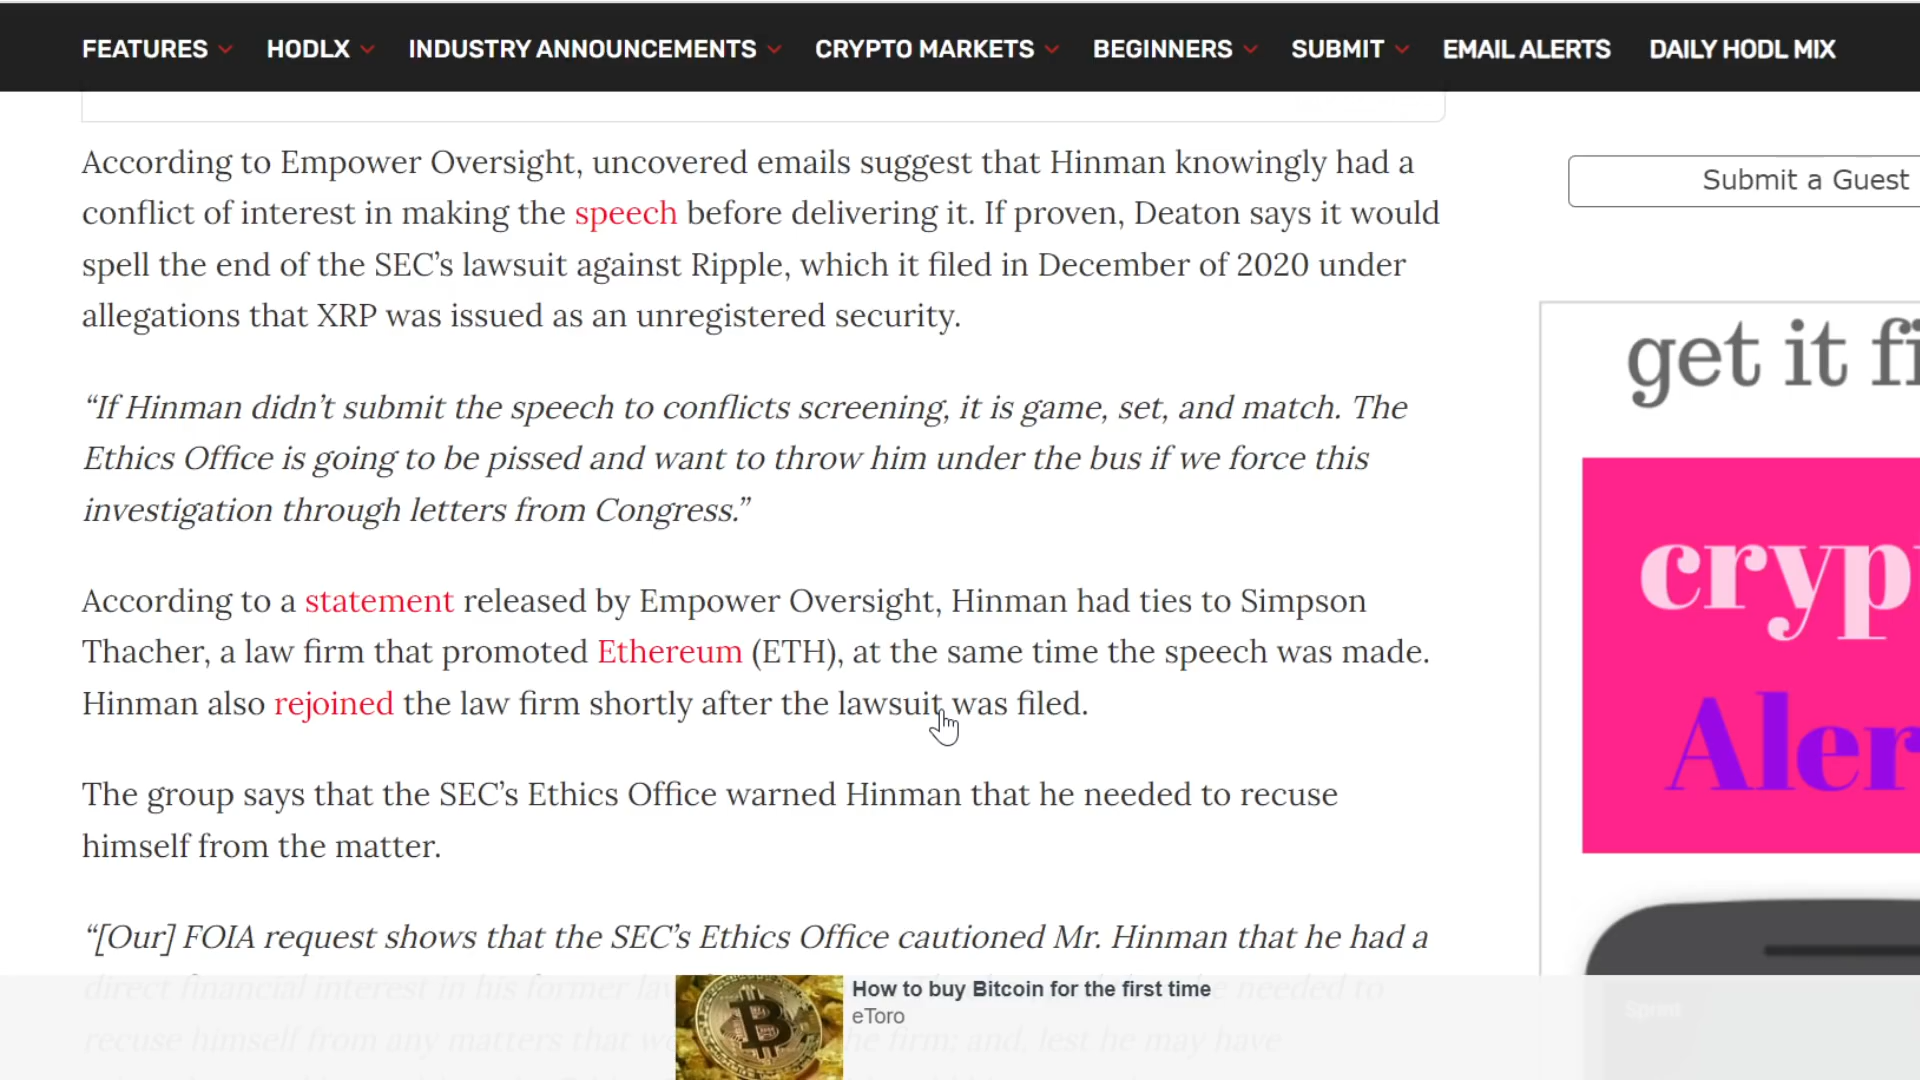 FEATURES HODLX INDUSTRY ANNOUNCEMENTS CRYPTO MARKETS BEGINNERS SUBMIT EMAIL ALERTS DAILY HODL MIX
According to Empower Oversight, uncovered emails suggest that Hinman knowingly had a
conflict of interest in making the speech before delivering it. If proven, Deaton says it would
spell the end of the SEC’s lawsuit against Ripple, which it filed in December of 2020 under
allegations that XRP was issued as an unregistered security.
“If Hinman didn’t submit the speech to conflicts screening, it is game, set, and match. The
Ethics Office is going to be pissed and want to throw him under the bus if we force this
investigation through letters from Congress.”
According to a statement released by Empower Oversight, Hinman had ties to Simpson
Thacher, a law firm that promoted Ethereum (ETH), at the same time the speech was made.
Hinman also rejoined the law firm shortly after the lawsuit was filed.
The group says that the SEC’s Ethics Office warned Hinman that he needed to recuse
himself from the matter.
“[Our] FOIA request shows that the SEC’s Ethics Office cautioned Mr. Hinman that he had a
direct financial interest in his former needed to
recuse himself from any matters that he firm; and, lest he may have
How to buy Bitcoin for the first time
eToro
Submit a Guest
get it
cryp
Aler
Sprint